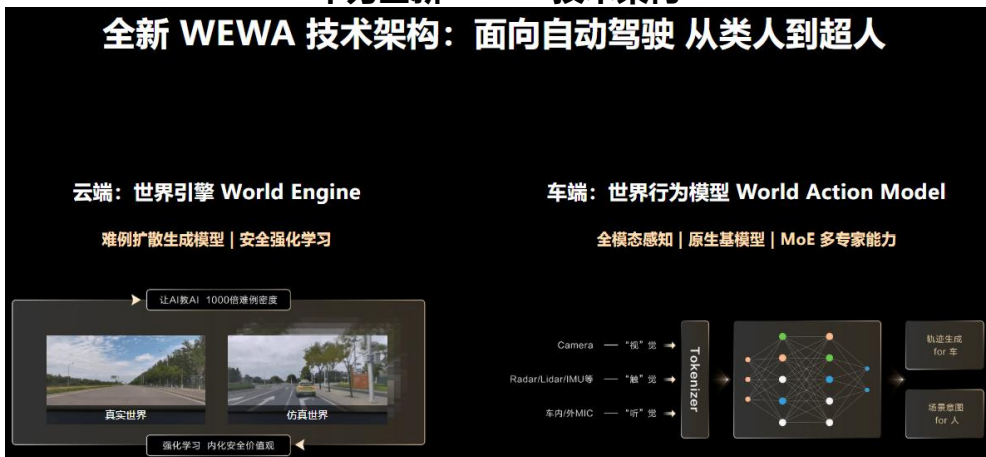 全新 WEWA 技术架构：面向自动驾驶 从类人到超人
云端：世界引擎 World Engine
难例扩散生成模型 | 安全强化学习
让AI教AI 1000倍难例密度
真实世界
仿真世界
强化学习 内化安全价值观
车端：世界行为模型 World Action Model
全模态感知 | 原生基模型 | MoE 多专家能力
Camera — “视” 觉
Radar/Lidar/IMU等 — “触” 觉
车内/外MIC — “听” 觉
Tokenizer
轨迹生成
for 车
场景意图
for 人